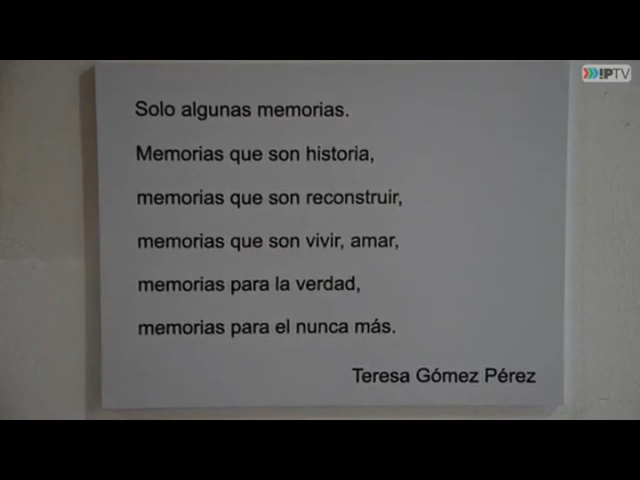 !PTV
Solo algunas memorias.
Memorias que son historia,
memorias que son reconstruir,
memorias que son vivir, amar,
memorias para la verdad,
memorias para el nunca más.
Teresa Gómez Pérez